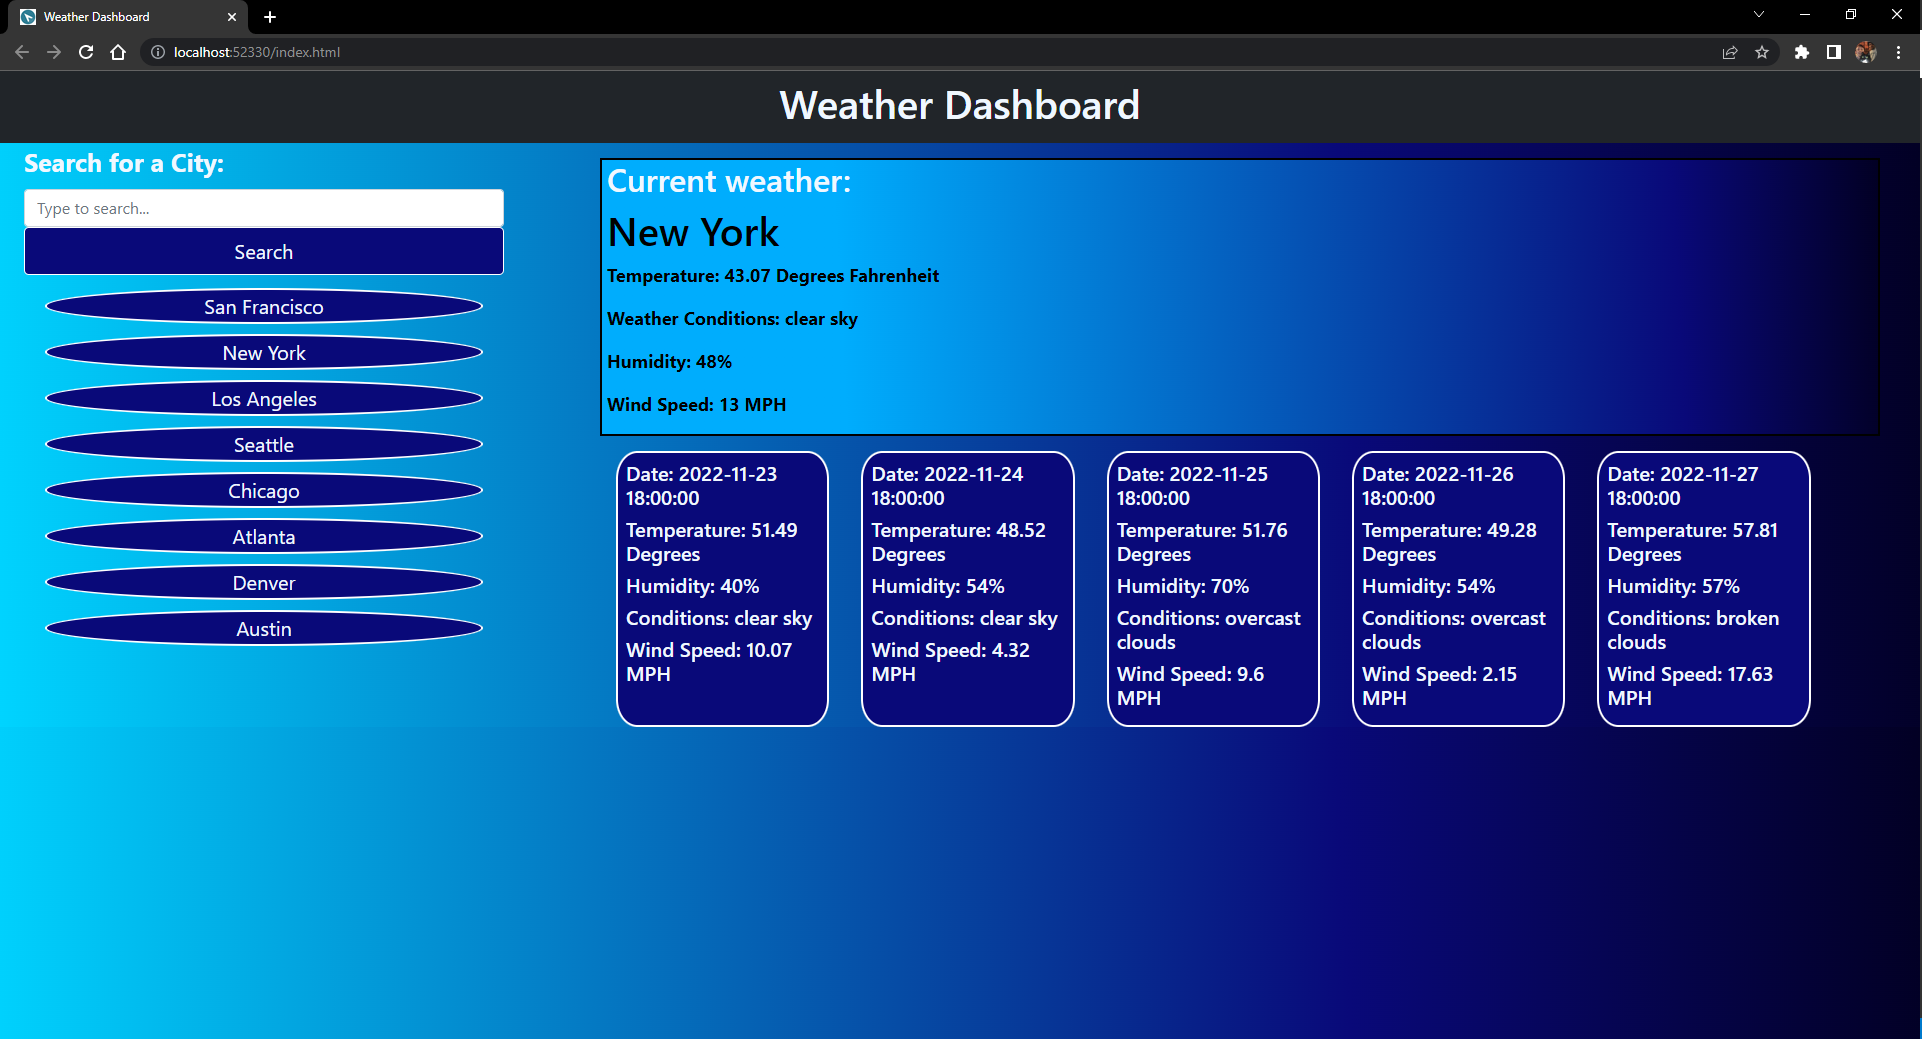 Weather Dashboard
localhost:52330/index.html
Weather Dashboard
Search for a City:
Type to search...
Search
San Francisco
New York
Los Angeles
Seattle
Chicago
Atlanta
Denver
Austin
Current weather:
New York
Temperature: 43.07 Degrees Fahrenheit
Weather Conditions: clear sky
Humidity: 48%
Wind Speed: 13 MPH
Date: 2022-11-23
18:00:00
Temperature: 51.49
Degrees
Humidity: 40%
Conditions: clear sky
Wind Speed: 10.07
MPH
Date: 2022-11-24
18:00:00
Temperature: 48.52
Degrees
Humidity: 54%
Conditions: clear sky
Wind Speed: 4.32
MPH
Date: 2022-11-25
18:00:00
Temperature: 51.76
Degrees
Humidity: 70%
Conditions: overcast
clouds
Wind Speed: 9.6
MPH
Date: 2022-11-26
18:00:00
Temperature: 49.28
Degrees
Humidity: 54%
Conditions: overcast
clouds
Wind Speed: 2.15
MPH
Date: 2022-11-27
18:00:00
Temperature: 57.81
Degrees
Humidity: 57%
Conditions: broken
clouds
Wind Speed: 17.63
MPH